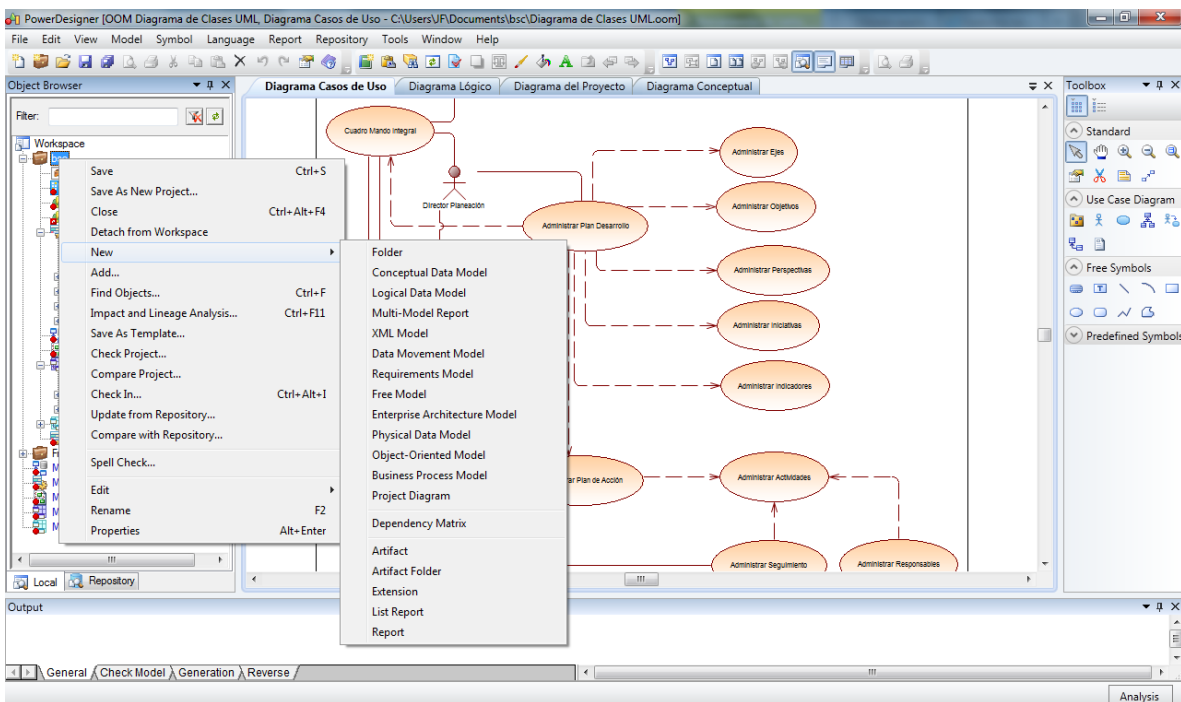 PowerDesigner [OOM Diagrama de Clases UML, Diagrama Casos de Uso - C:\Users\JF\Documents\bsc\Diagrama de Clases UML.oom]
File Edit View Model Symbol Language Report Repository Tools Window Help
Object Browser
Filter:
Workspace
bsc
Save Ctrl+S
Save As New Project...
Close Ctrl+Alt+F4
Detach from Workspace
New
Add...
Find Objects... Ctrl+F
Impact and Lineage Analysis... Ctrl+F11
Save As Template...
Check Project...
Compare Project...
Check In... Ctrl+Alt+I
Update from Repository...
Compare with Repository...
Spell Check...
Edit
Rename F2
Properties Alt+Enter
Folder
Conceptual Data Model
Logical Data Model
Multi-Model Report
XML Model
Data Movement Model
Requirements Model
Free Model
Enterprise Architecture Model
Physical Data Model
Object-Oriented Model
Business Process Model
Project Diagram
Dependency Matrix
Artifact
Artifact Folder
Extension
List Report
Report
Local Repository
Diagrama Casos de Uso Diagrama Lógico Diagrama del Proyecto Diagrama Conceptual
Cuadro Mando Integral
Director Planeación
Administrar Plan Desarrollo
Administrar Ejes
Administrar Objetivos
Administrar Perspectivas
Administrar Iniciativas
Administrar Indicadores
ar Plan de Acción
Administrar Actividades
Administrar Seguimiento
Administrar Responsables
Toolbox
Standard
Use Case Diagram
Free Symbols
Predefined Symbols
Output
General Check Model Generation Reverse
Analysis